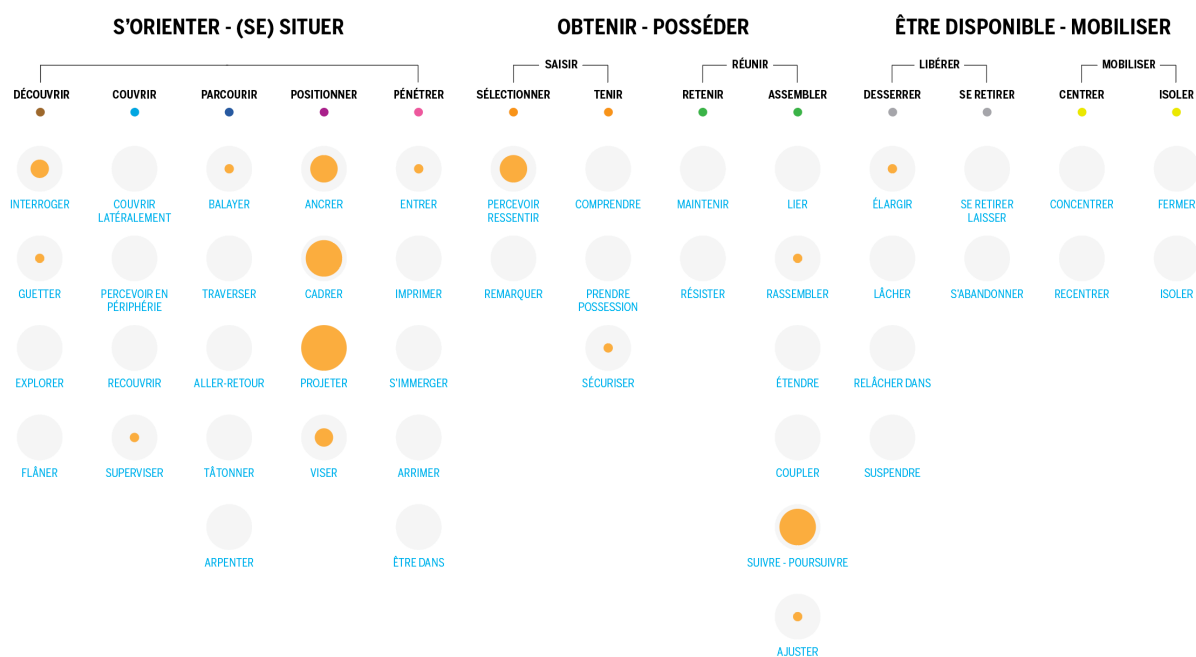 S'ORIENTER - (SE) SITUER
OBTENIR - POSSÉDER
ÊTRE DISPONIBLE - MOBILISER
SAISIR
RÉUNIR
LIBÉRER
MOBILISER
DÉCOUVRIR
COUVRIR
PARCOURIR
POSITIONNER
PÉNÉTRER
SÉLECTIONNER
TENIR
RETENIR
ASSEMBLER
DESSERRER
SE RETIRER
CENTRER
ISOLER
INTERROGER
COUVRIR
LATÉRALEMENT
BALAYER
ANCRER
ENTRER
PERCEVOIR
RESSENTIR
COMPRENDRE
MAINTENIR
LIER
ÉLARGIR
SE RETIRER
LAISSER
CONCENTRER
FERMER
GUETTER
PERCEVOIR EN
PÉRIPHÉRIE
TRAVERSER
CADRER
IMPRIMER
REMARQUER
PRENDRE
POSSESSION
RÉSISTER
RASSEMBLER
LÂCHER
S'ABANDONNER
RECENTRER
ISOLER
EXPLORER
RECOUVRIR
ALLER-RETOUR
PROJETER
S'IMMERGER
SÉCURISER
ÉTENDRE
RELÂCHER DANS
FLÂNER
SUPERVISER
TÂTONNER
VISER
ARRIMER
COUPLER
SUSPENDRE
ARPENTER
ÊTRE DANS
SUIVRE - POURSUIVRE
AJUSTER